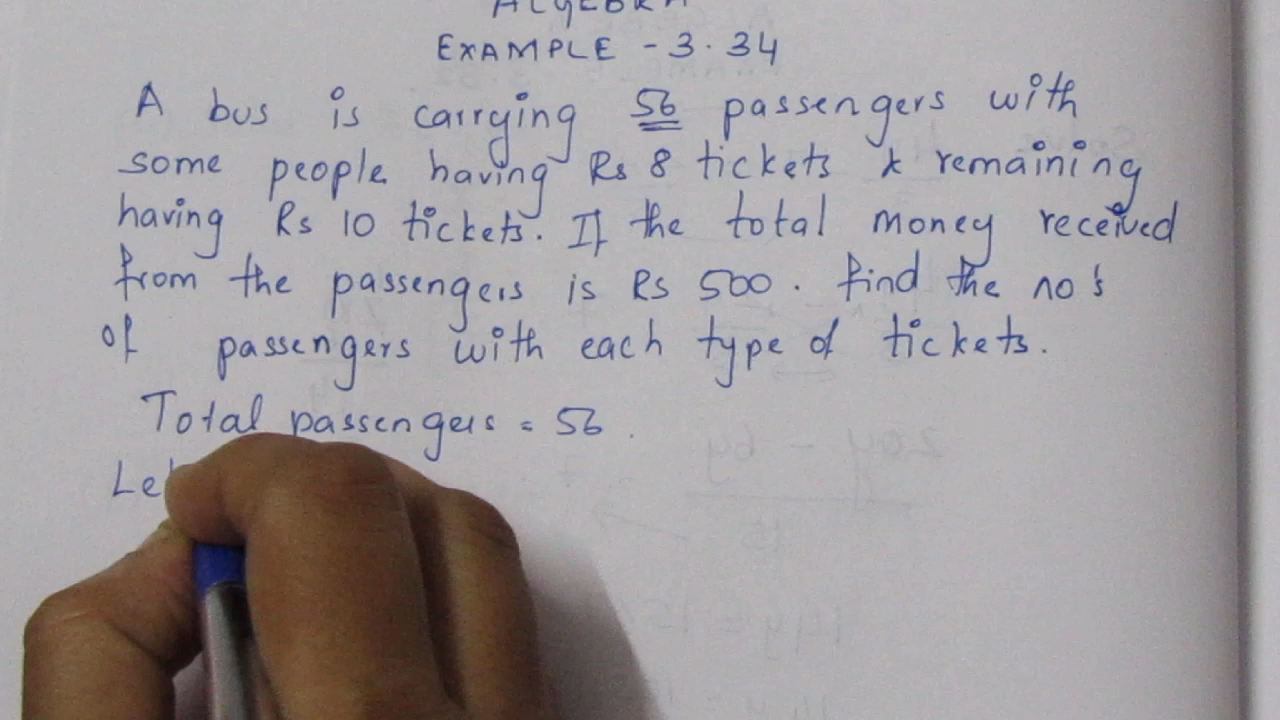 ALGEBRA
EXAMPLE - 3.34
A bus is carrying 56 passengers with
some people having Rs 8 tickets & remaining
having Rs 10 tickets. If the total money received
from the passengers is Rs 500. find the no's
of passengers with each type of tickets.
Total passengers = 56.
Let